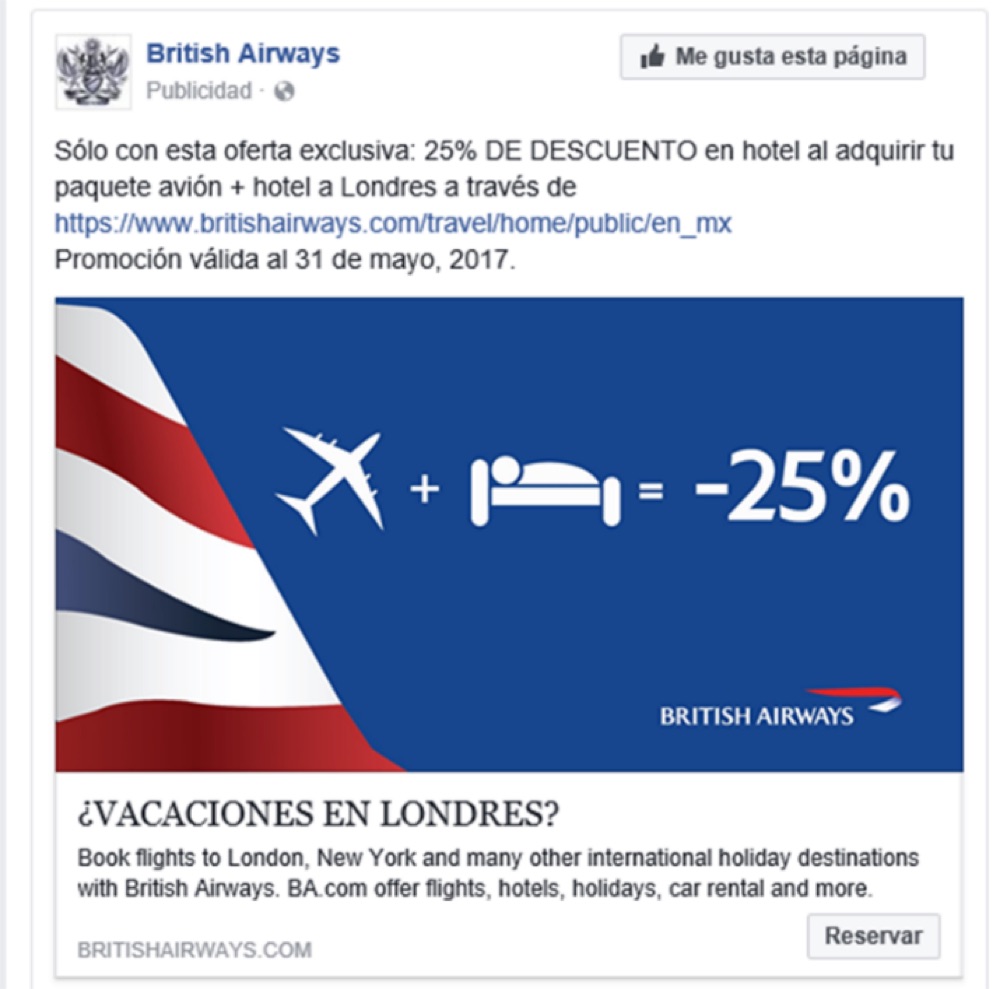 British Airways
Me gusta esta página
Publicidad ·
Sólo con esta oferta exclusiva: 25% DE DESCUENTO en hotel al adquirir tu
paquete avión + hotel a Londres a través de
https://www.britishairways.com/travel/home/public/en_mx
Promoción válida al 31 de mayo, 2017.
+ = -25%
BRITISH AIRWAYS
¿VACACIONES EN LONDRES?
Book flights to London, New York and many other international holiday destinations
with British Airways. BA.com offer flights, hotels, holidays, car rental and more.
BRITISHAIRWAYS.COM
Reservar